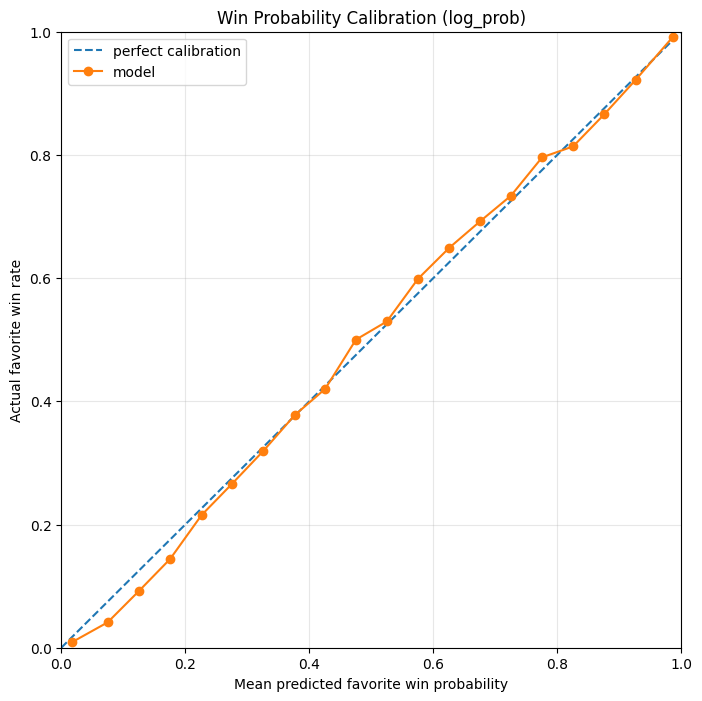 Win Probability Calibration (log_prob)
perfect calibration
model
Actual favorite win rate
1.0
0.8
0.6
0.4
0.2
0.0
0.0 0.2 0.4 0.6 0.8 1.0
Mean predicted favorite win probability